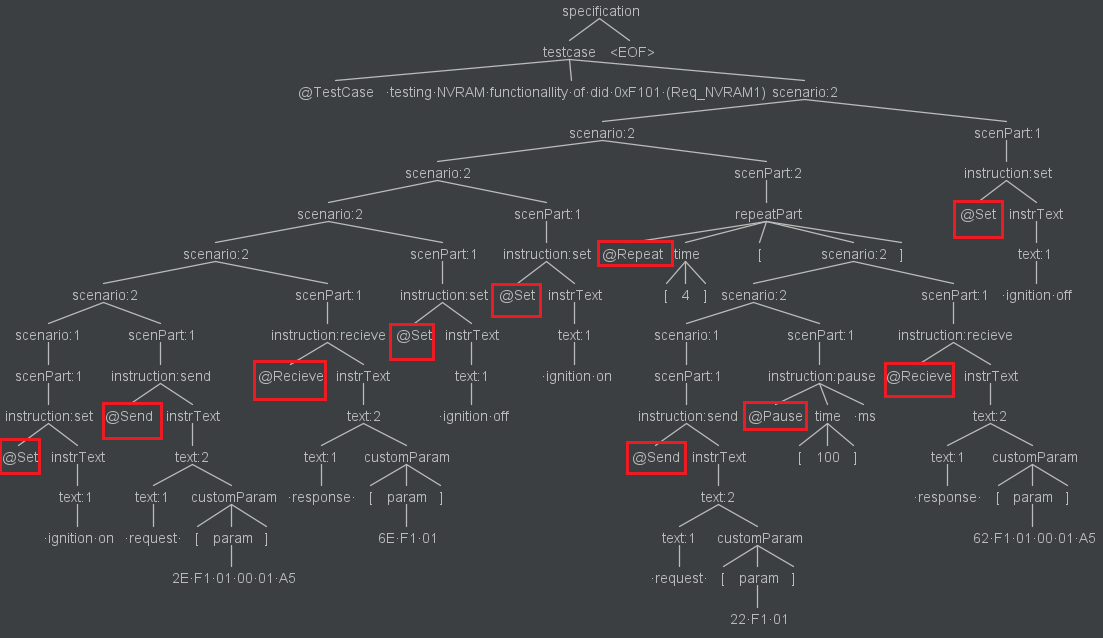 specification
testcase <EOF>
@TestCase ·testing·NVRAM·functionallity·of·did·0xF101·(Req_NVRAM1) scenario:2
scenario:2 scenPart:1
scenario:2 scenPart:2 instruction:set
scenario:2 scenPart:1 repeatPart @Set instrText
scenario:2 scenPart:1 instruction:set @Repeat time [ scenario:2 ] text:1
scenario:2 scenPart:1 instruction:set @Set instrText [ 4 ] scenario:2 scenPart:1 ·ignition·off
scenario:1 scenPart:1 instruction:recieve @Set instrText text:1 scenario:1 scenPart:1 instruction:recieve
scenPart:1 instruction:send @Recieve instrText text:1 ·ignition·on scenPart:1 instruction:pause @Recieve instrText
instruction:set @Send instrText text:2 ·ignition·off instruction:send @Pause time ·ms text:2
@Set instrText text:2 text:1 customParam @Send instrText [ 100 ] text:1 customParam
text:1 text:1 customParam ·response· [ param ] text:2 ·response· [ param ]
·ignition·on ·request· [ param ] 6E·F1·01 text:1 customParam 62·F1·01·00·01·A5
2E·F1·01·00·01·A5 ·request· [ param ]
22·F1·01